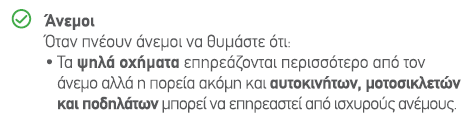 Άνεμοι
Όταν πνέουν άνεμοι να θυμάστε ότι:
• Τα ψηλά οχήματα επηρεάζονται περισσότερο από τον
άνεμο αλλά η πορεία ακόμη και αυτοκινήτων, μοτοσικλετών
και ποδηλάτων μπορεί να επηρεαστεί από ισχυρούς ανέμους.